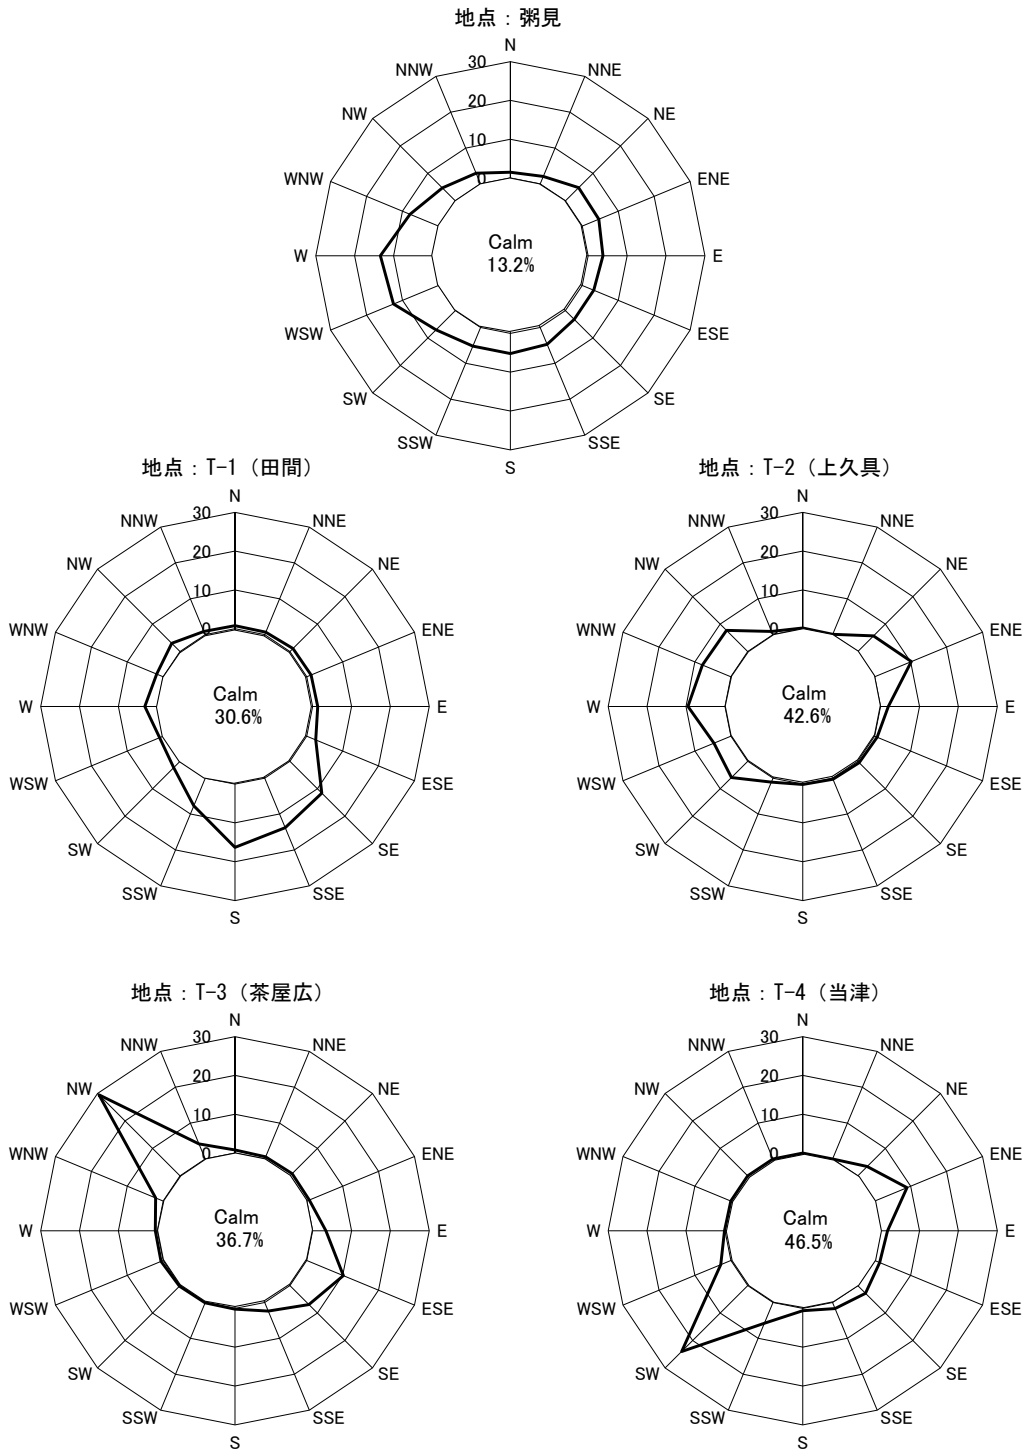 地点：粥見
N
30
NNW
NNE
20
NW
NE
10
WNW
ENE
0
Calm
W
E
13.2%
WSW
ESE
SW
SE
SSW
SSE
S
地点：T-1（田間）
N
30
NNW
NNE
20
NW
NE
10
WNW
ENE
0
Calm
W
E
30.6%
WSW
ESE
SW
SE
SSW
SSE
S
地点：T-2（上久具）
N
30
NNW
NNE
20
NW
NE
10
WNW
ENE
0
Calm
W
E
42.6%
WSW
ESE
SW
SE
SSW
SSE
S
地点：T-3（茶屋広）
N
30
NNW
NNE
20
NW
NE
10
WNW
ENE
0
Calm
W
E
36.7%
WSW
ESE
SW
SE
SSW
SSE
S
地点：T-4（当津）
N
30
NNW
NNE
20
NW
NE
10
WNW
ENE
0
Calm
W
E
46.5%
WSW
ESE
SW
SE
SSW
SSE
S